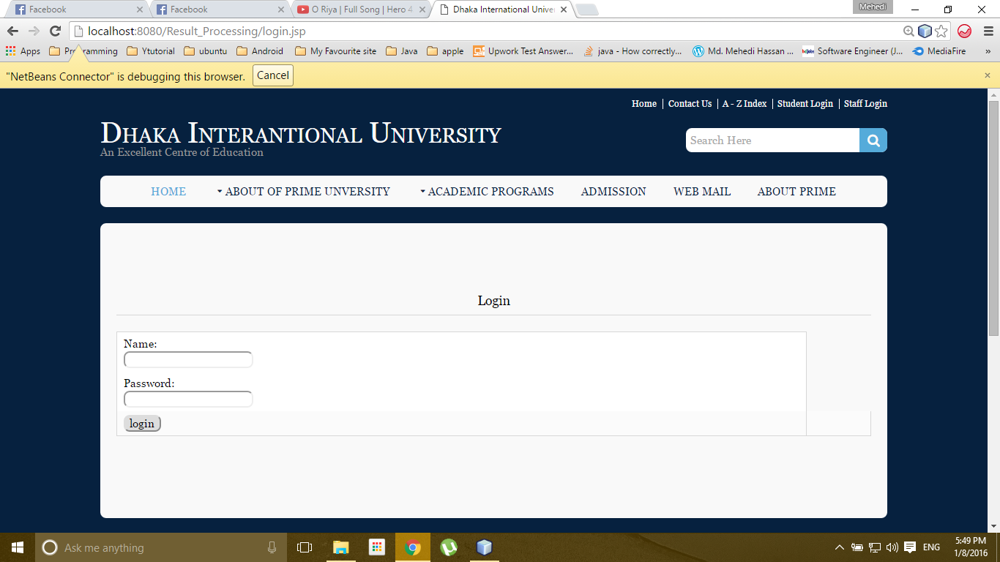 Facebook
Facebook
O Riya | Full Song | Hero 4
Dhaka International Univer
Mehedi
localhost:8080/Result_Processing/login.jsp
Apps
Ytutorial
ubuntu
Android
My Favourite site
Java
apple
Upwork Test Answer...
java - How correctly...
Md. Mehedi Hassan ...
Software Engineer (J...
MediaFire
»
"NetBeans Connector" is debugging this browser. Cancel
Home | Contact Us | A - Z Index | Student Login | Staff Login
Dhaka Interantional University
An Excellent Centre of Education
Search Here
HOME
ABOUT OF PRIME UNVERSITY
ACADEMIC PROGRAMS
ADMISSION
WEB MAIL
ABOUT PRIME
Login
Name:
Password:
login
Ask me anything
ENG
5:49 PM
1/8/2016